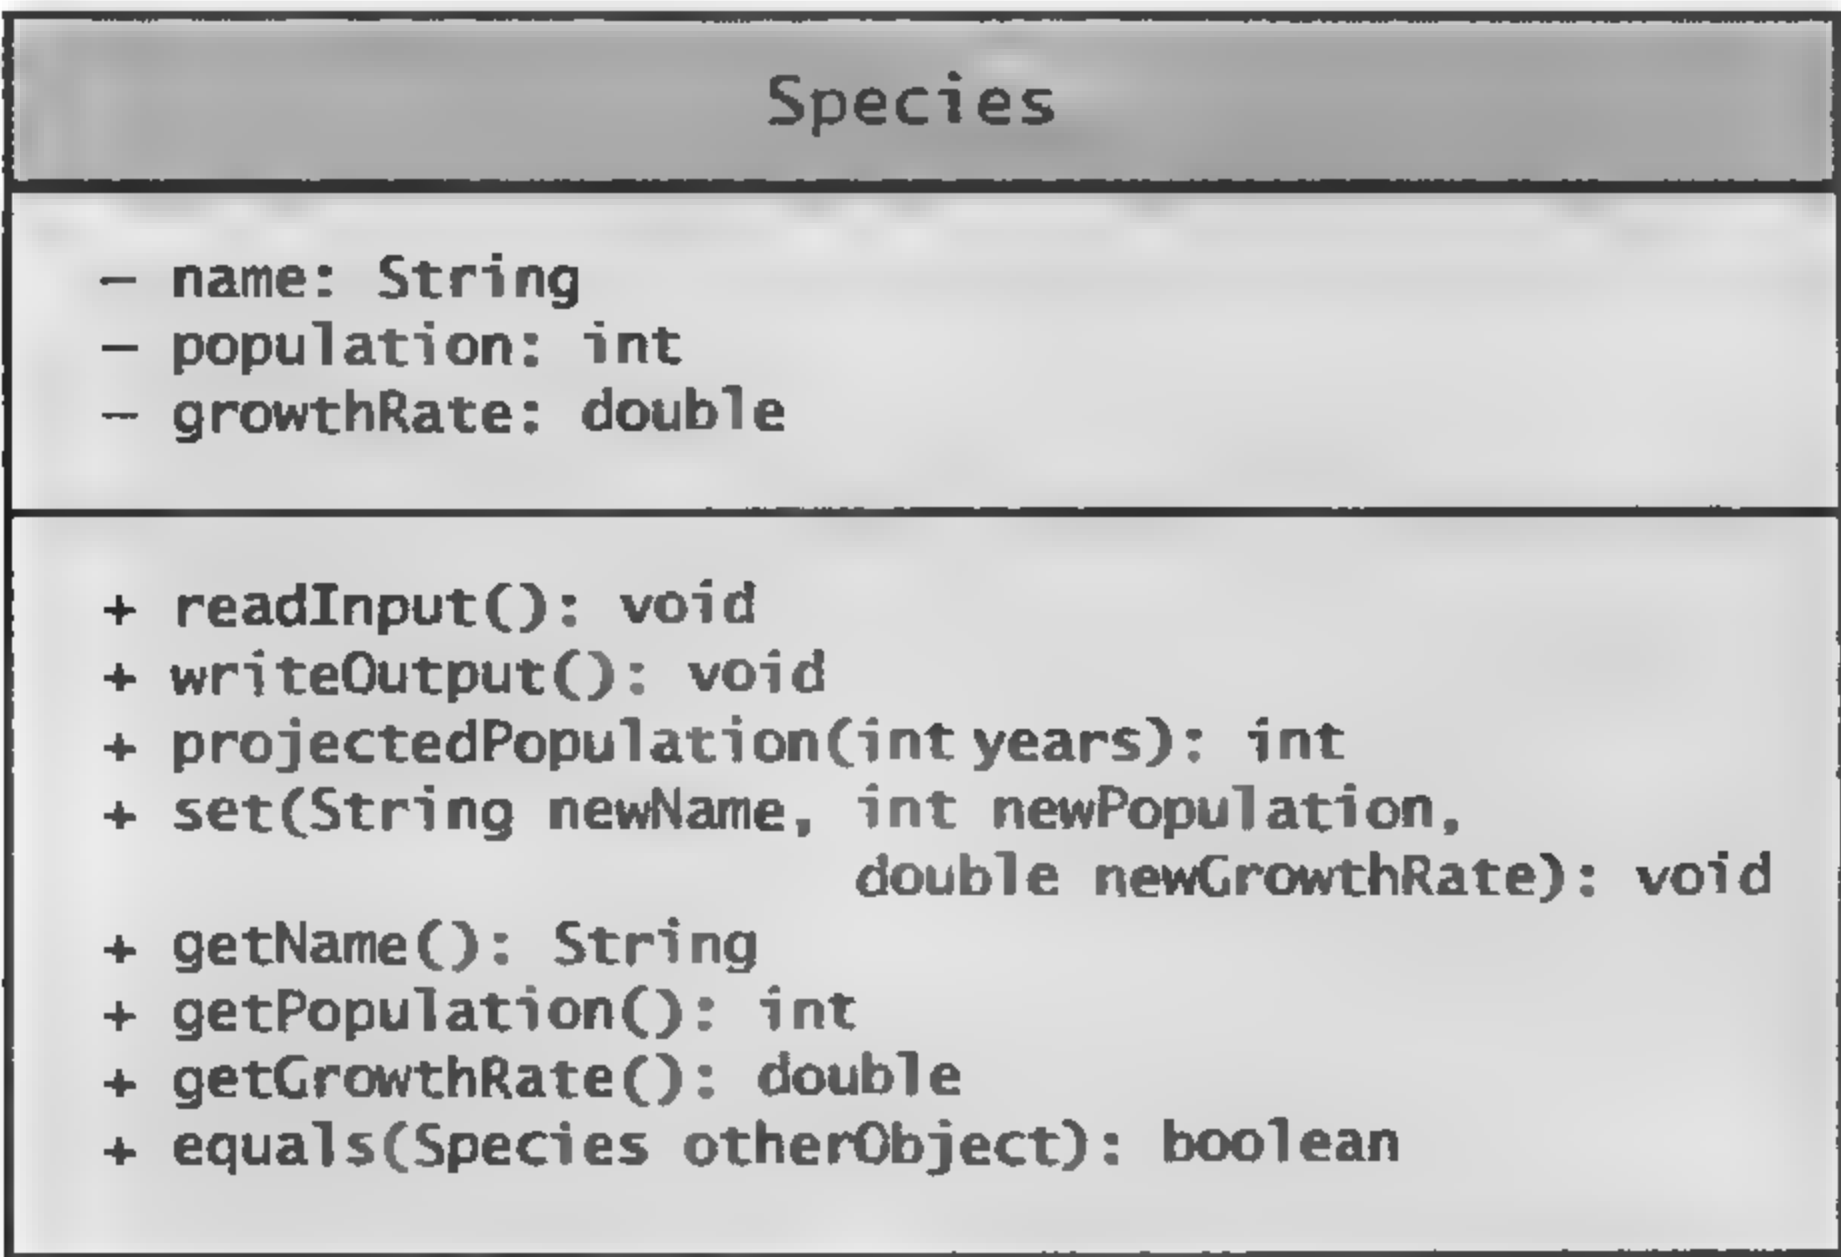 Species
– name: String
– population: int
– growthRate: double
+ readInput(): void
+ writeOutput(): void
+ projectedPopulation(int years): int
+ set(String newName, int newPopulation,
double newGrowthRate): void
+ getName(): String
+ getPopulation(): int
+ getGrowthRate(): double
+ equals(Species otherObject): boolean